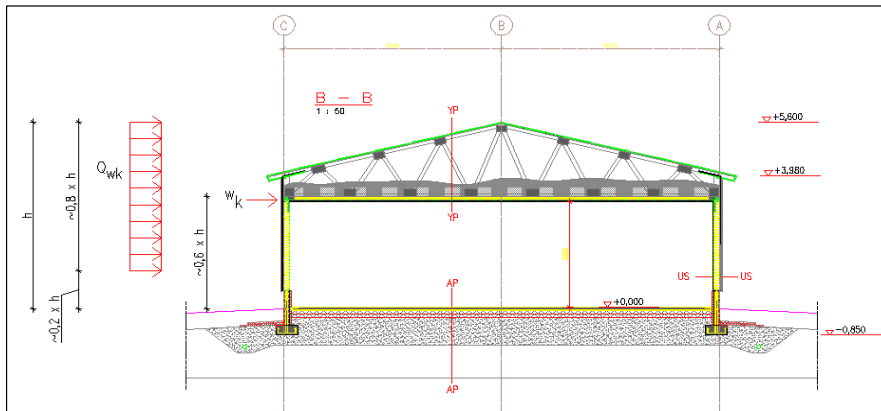 C
B
A
B - B
1 : 50
YP
+5,600
Qwk
+3,980
h
~0,8 x h
wk
YP
~0,6 x h
US
US
AP
+0,000
~0,2 x h
-0,850
AP